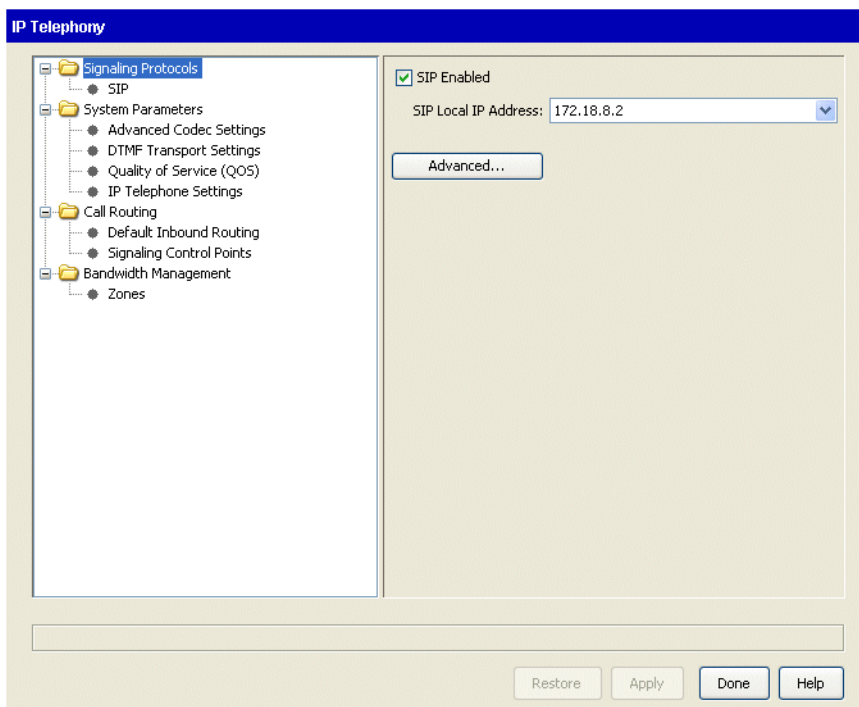 IP Telephony
Signaling Protocols
SIP
System Parameters
Advanced Codec Settings
DTMF Transport Settings
Quality of Service (QOS)
IP Telephone Settings
Call Routing
Default Inbound Routing
Signaling Control Points
Bandwidth Management
Zones
SIP Enabled
SIP Local IP Address: 172.18.8.2
Advanced...
Restore Apply Done Help